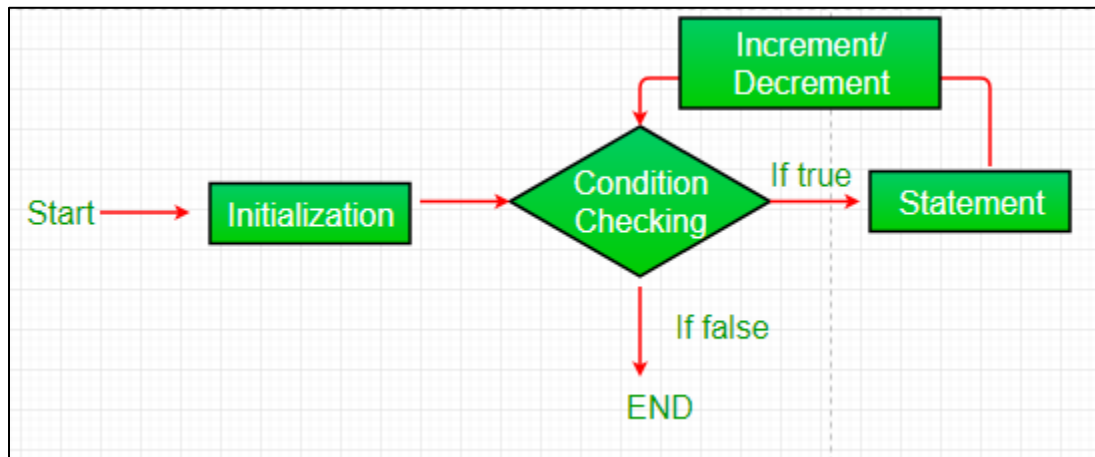 Increment/
Decrement
Start
Initialization
Condition
Checking
If true
Statement
If false
END